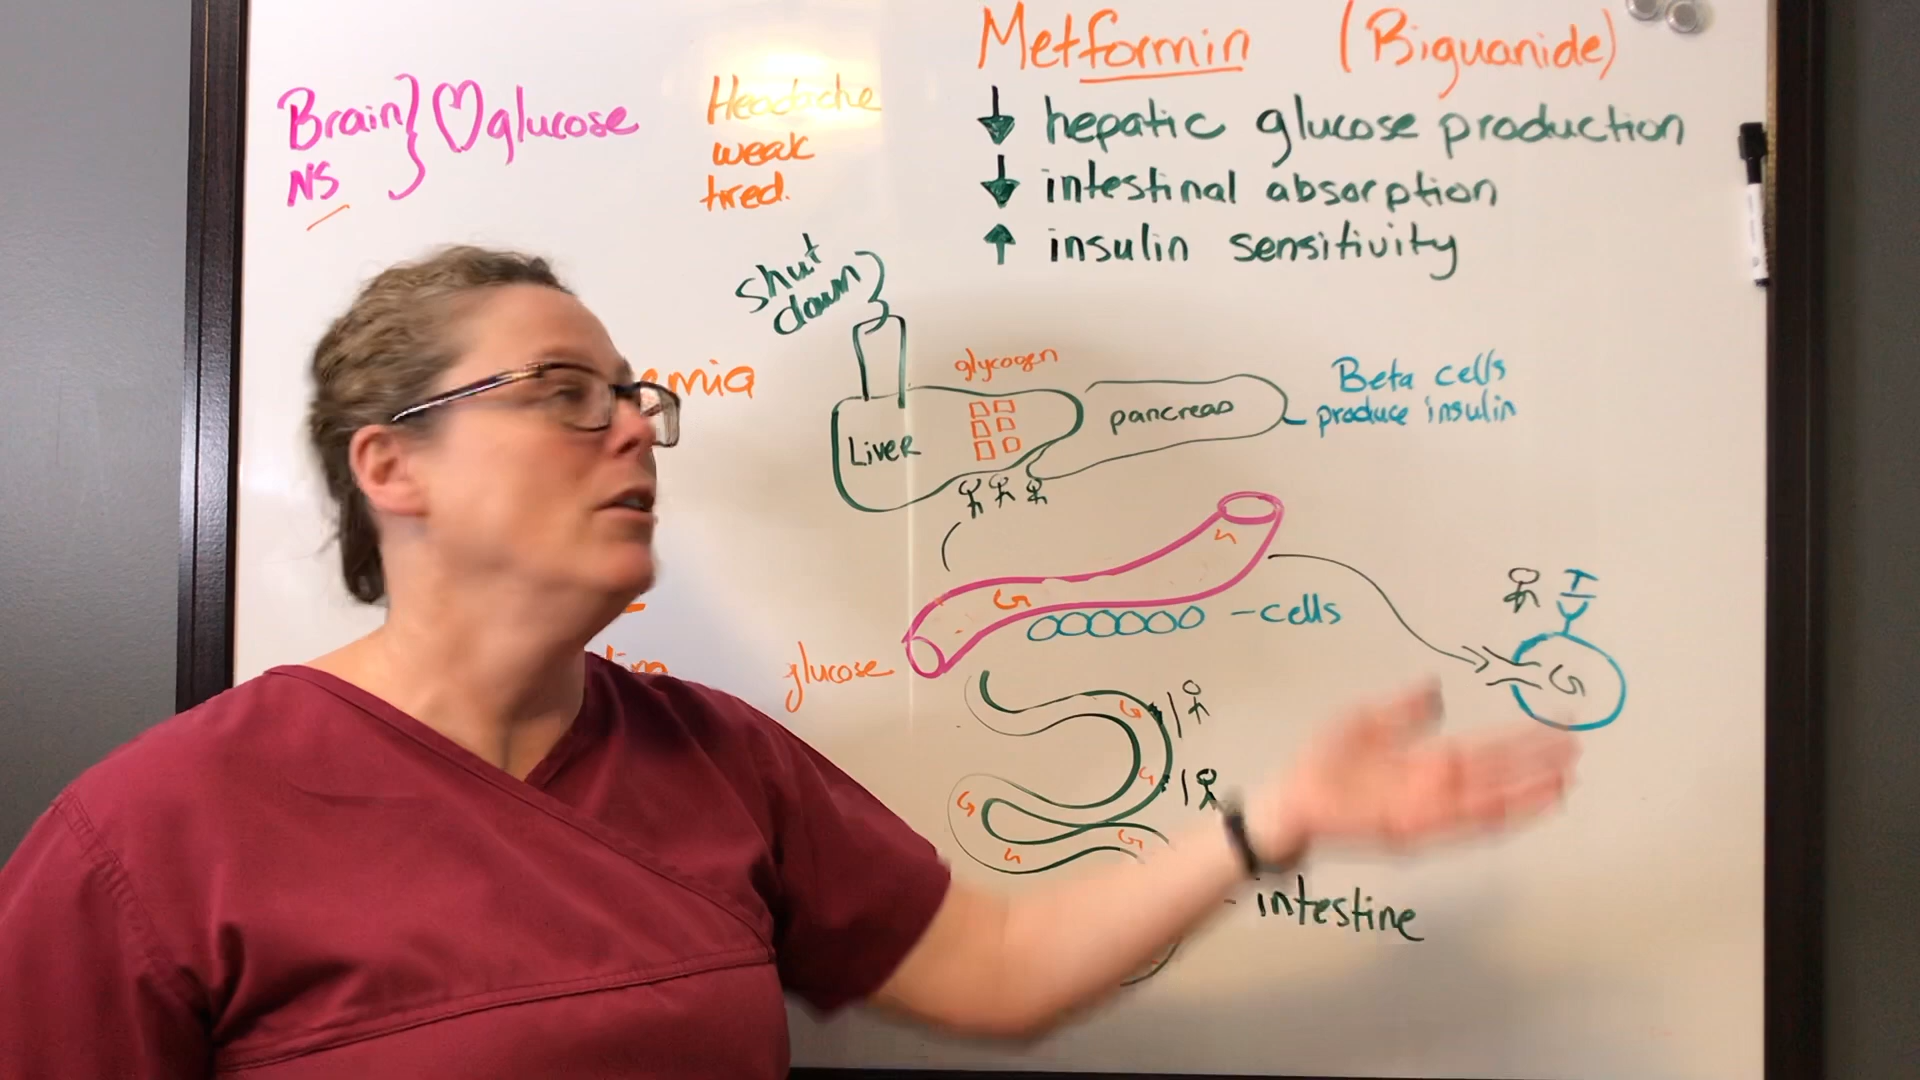 Brain} ♡ glucose
NS
Headache
weak
tired.
Metformin (Biguanide)
↓ hepatic glucose production
↓ intestinal absorption
↑ insulin sensitivity
shut
down
emia
glycogen
Liver
pancreas
Beta cells
produce insulin
G
G
- cells
glucose
G
G
G
G
G
G
- intestine